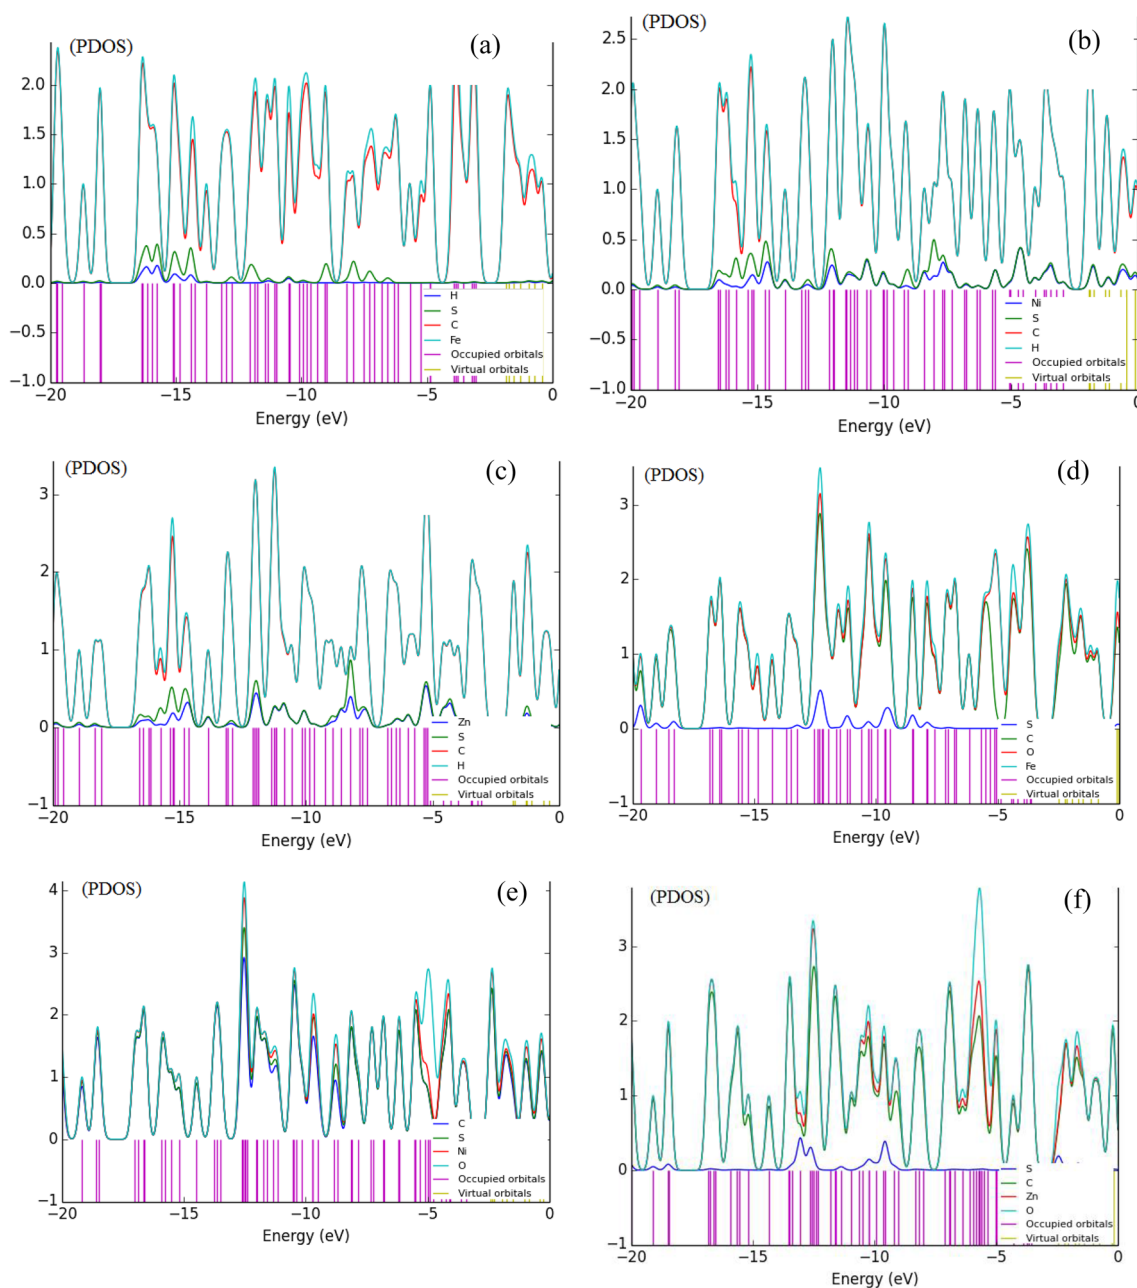 (PDOS) (a)
2.0
1.5
1.0
0.5
0.0
−0.5
−1.0
H
S
C
Fe
Occupied orbitals
Virtual orbitals
−20 −15 −10 −5 0
Energy (eV)
(PDOS) (b)
2.5
2.0
1.5
1.0
0.5
0.0
−0.5
−1.0
Ni
S
C
H
Occupied orbitals
Virtual orbitals
−20 −15 −10 −5 0
Energy (eV)
(PDOS) (c)
3
2
1
0
−1
Zn
S
C
H
Occupied orbitals
Virtual orbitals
−20 −15 −10 −5 0
Energy (eV)
(PDOS) (d)
3
2
1
0
−1
S
C
O
Fe
Occupied orbitals
Virtual orbitals
−20 −15 −10 −5 0
Energy (eV)
(PDOS) (e)
4
3
2
1
0
−1
C
S
Ni
O
Occupied orbitals
Virtual orbitals
−20 −15 −10 −5 0
Energy (eV)
(PDOS) (f)
3
2
1
0
−1
S
C
Zn
O
Occupied orbitals
Virtual orbitals
−20 −15 −10 −5 0
Energy (eV)